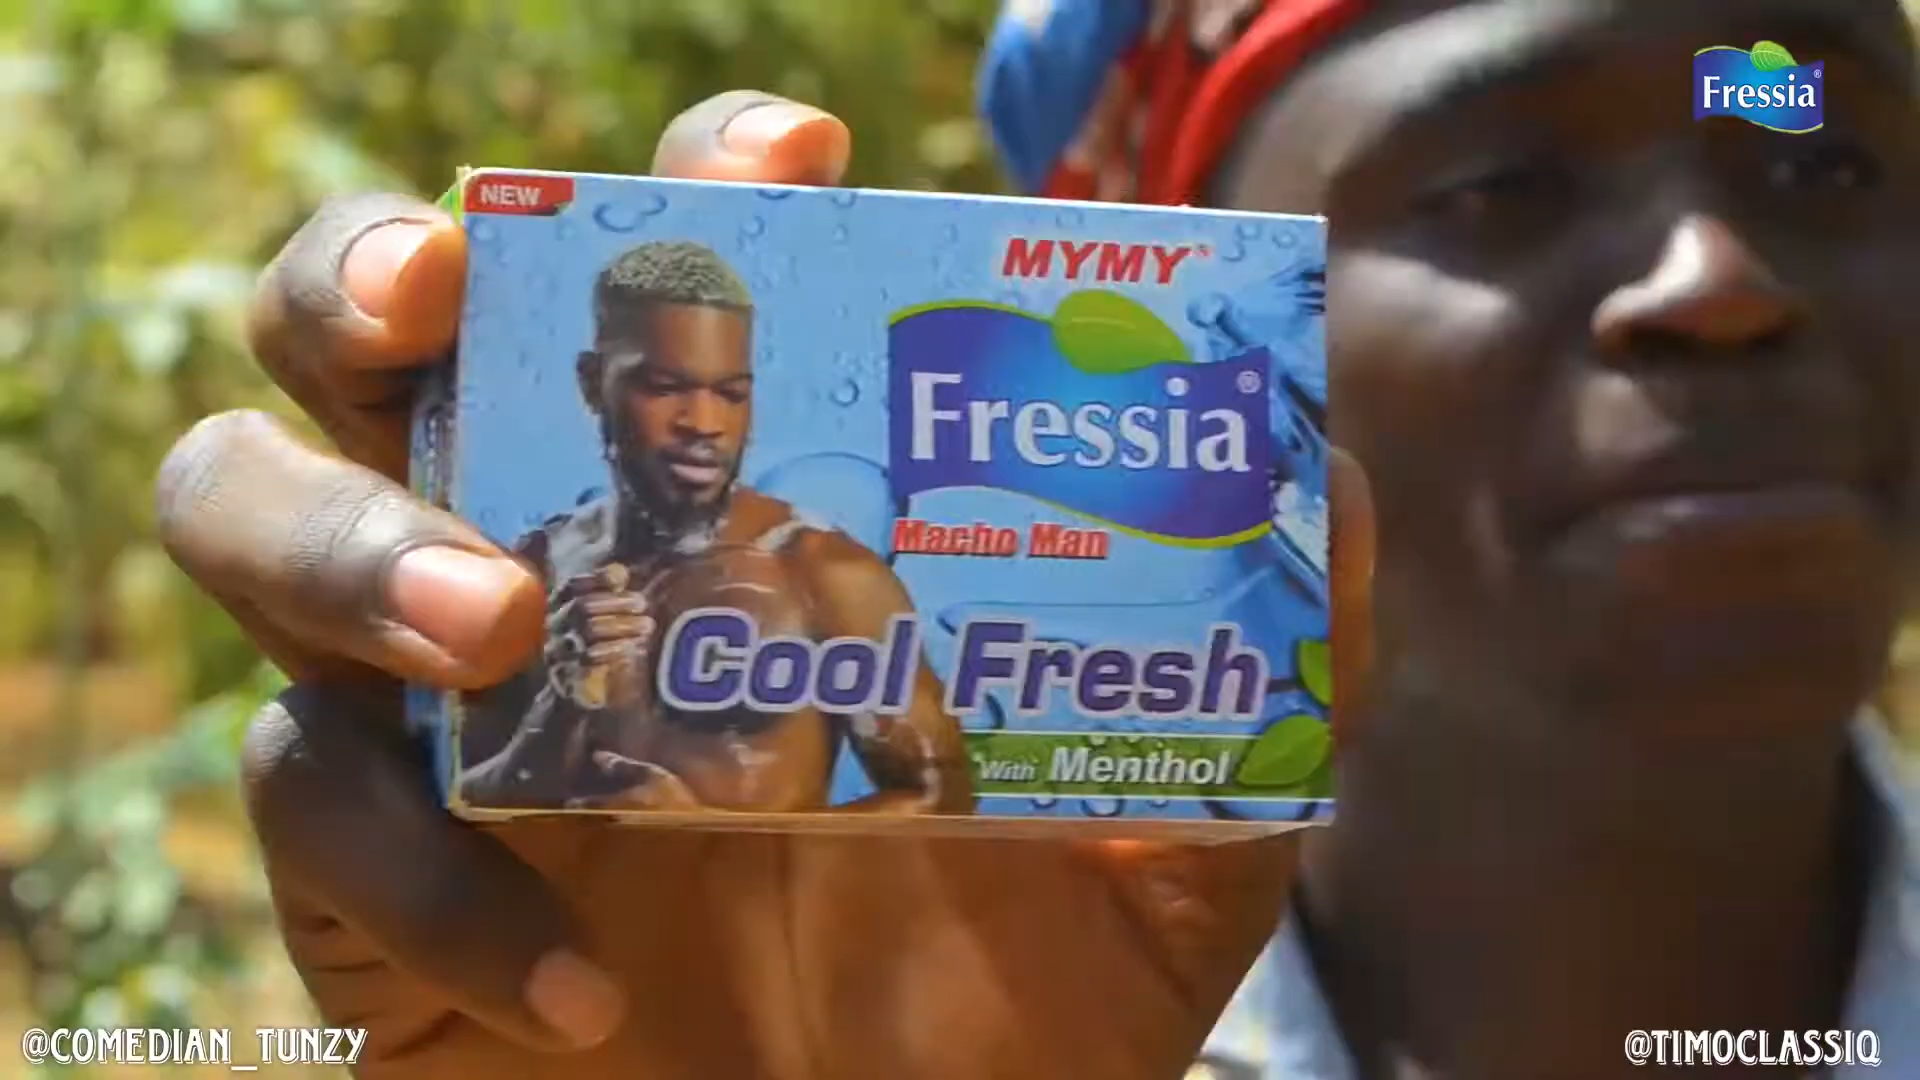 Fressia®
NEW
MYMY
Fressia®
Macho Man
Cool Fresh
With Menthol
@COMEDIAN_TUNZY
@TIMOCLASSIQ